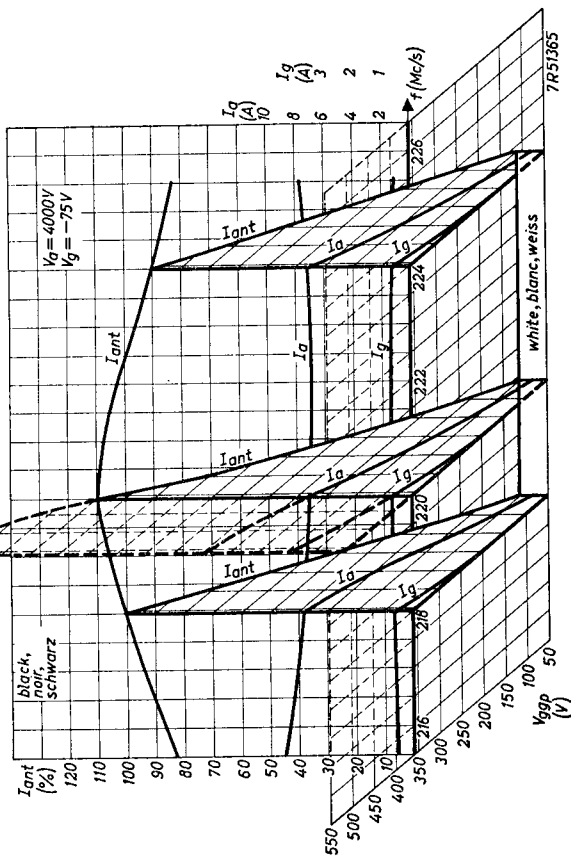 I ant
(%)
120
110
100
90
80
70
60
50
40
30
20
10
black,
noir,
schwarz
Va = 4000V
Vg = -75V
Iant
Iant
Iant
Iant
Ia
Ia
Ia
Ia
Ig
Ig
Ig
Ig
Ia
(A)
10
8
6
4
2
Ig
(A)
3
2
1
f (Mc/s)
216
218
220
222
224
226
550
500
450
400
350
300
250
200
150
100
50
Vggp
(V)
white, blanc, weiss
7R51365